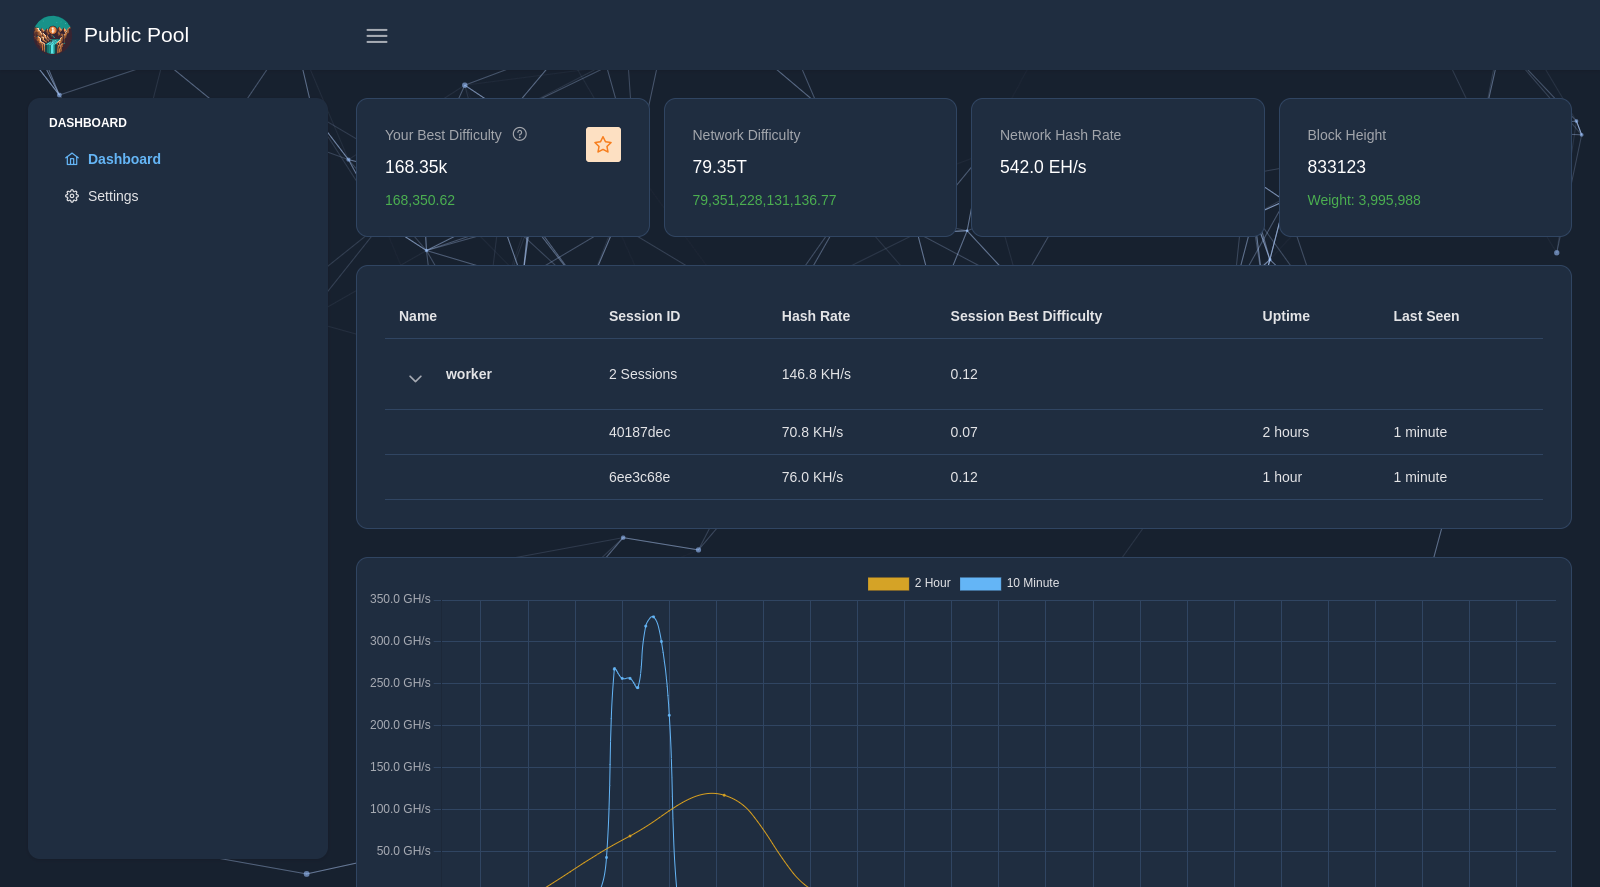 Public Pool
DASHBOARD
Dashboard
Settings
Your Best Difficulty
168.35k
168,350.62
Network Difficulty
79.35T
79,351,228,131,136.77
Network Hash Rate
542.0 EH/s
Block Height
833123
Weight: 3,995,988
Name Session ID Hash Rate Session Best Difficulty Uptime Last Seen
worker 2 Sessions 146.8 KH/s 0.12
40187dec 70.8 KH/s 0.07 2 hours 1 minute
6ee3c68e 76.0 KH/s 0.12 1 hour 1 minute
2 Hour 10 Minute
350.0 GH/s
300.0 GH/s
250.0 GH/s
200.0 GH/s
150.0 GH/s
100.0 GH/s
50.0 GH/s